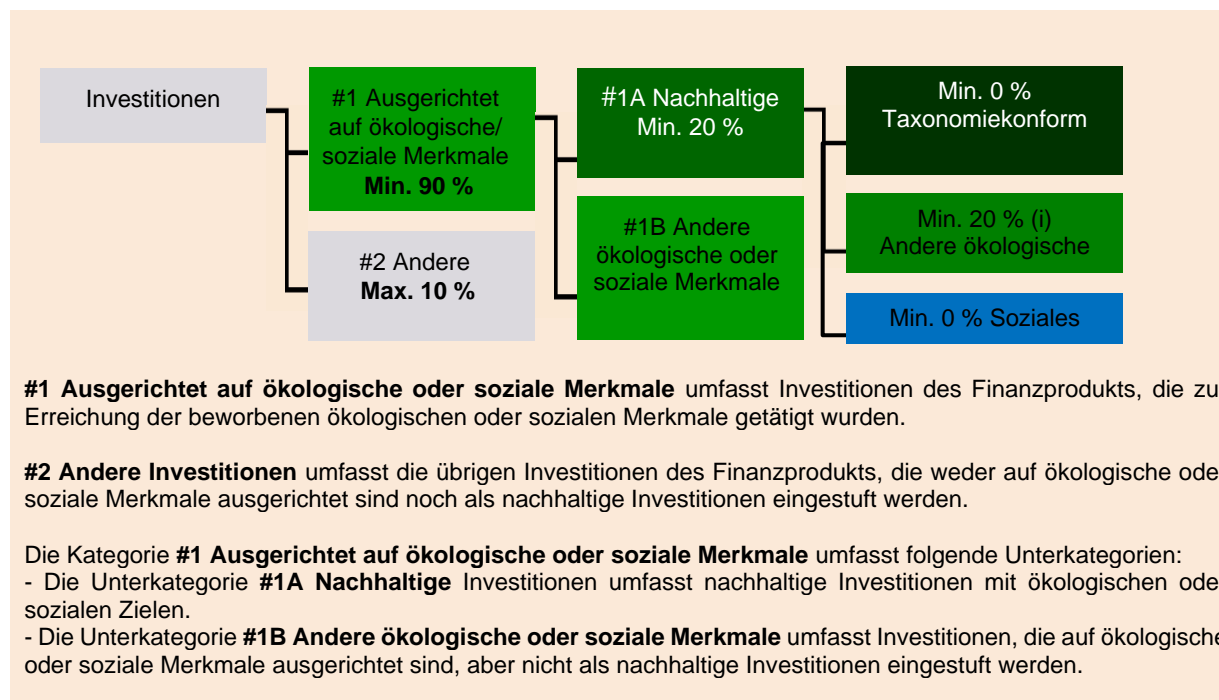 Investitionen
#1 Ausgerichtet
auf ökologische/
soziale Merkmale
Min. 90 %
#2 Andere
Max. 10 %
#1A Nachhaltige
Min. 20 %
#1B Andere
ökologische oder
soziale Merkmale
Min. 0 %
Taxonomiekonform
Min. 20 % (i)
Andere ökologische
Min. 0 % Soziales
#1 Ausgerichtet auf ökologische oder soziale Merkmale umfasst Investitionen des Finanzprodukts, die zu
Erreichung der beworbenen ökologischen oder sozialen Merkmale getätigt wurden.
#2 Andere Investitionen umfasst die übrigen Investitionen des Finanzprodukts, die weder auf ökologische ode
soziale Merkmale ausgerichtet sind noch als nachhaltige Investitionen eingestuft werden.
Die Kategorie #1 Ausgerichtet auf ökologische oder soziale Merkmale umfasst folgende Unterkategorien:
- Die Unterkategorie #1A Nachhaltige Investitionen umfasst nachhaltige Investitionen mit ökologischen ode
sozialen Zielen.
- Die Unterkategorie #1B Andere ökologische oder soziale Merkmale umfasst Investitionen, die auf ökologische
oder soziale Merkmale ausgerichtet sind, aber nicht als nachhaltige Investitionen eingestuft werden.